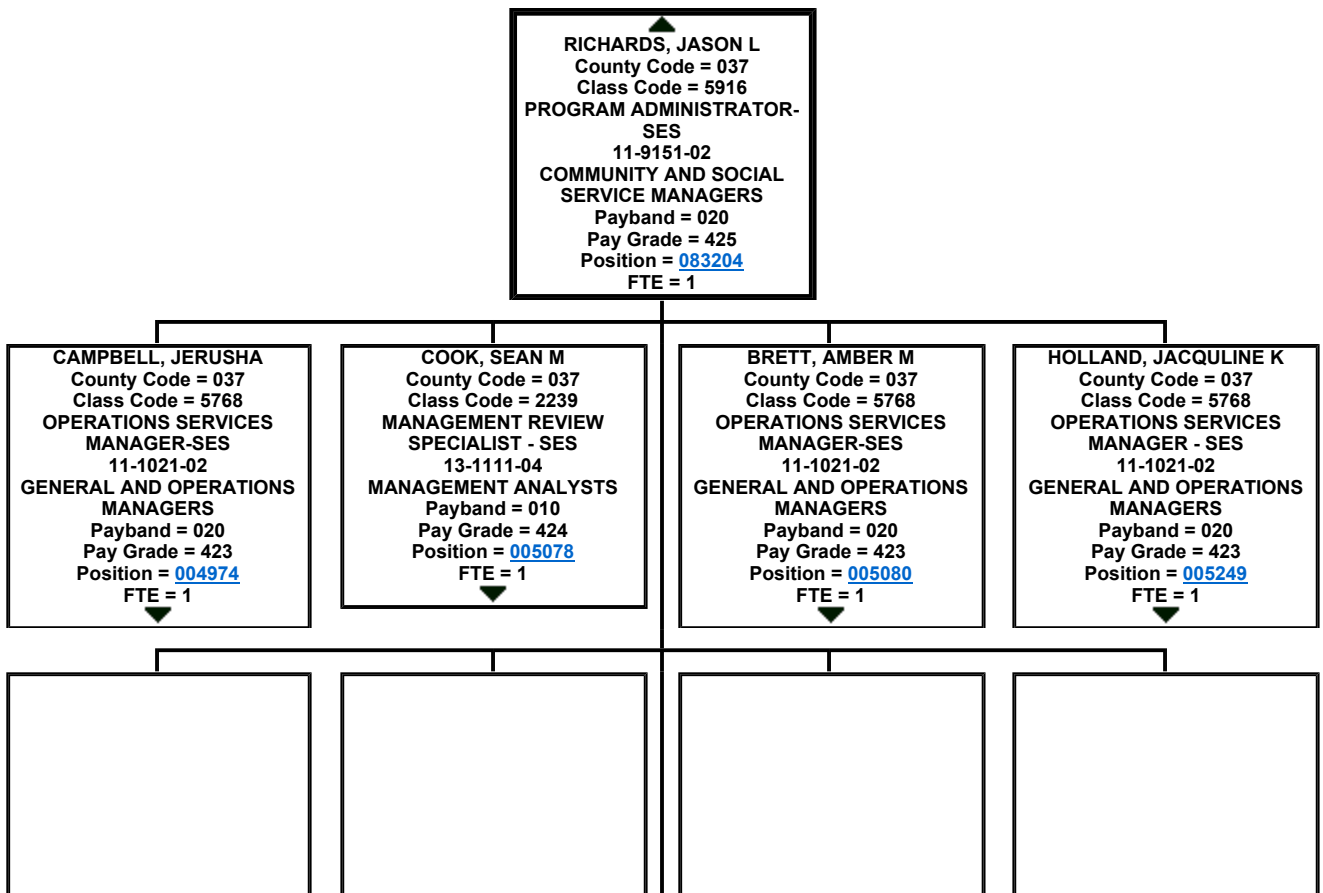 RICHARDS, JASON L
County Code = 037
Class Code = 5916
PROGRAM ADMINISTRATOR-
SES
11-9151-02
COMMUNITY AND SOCIAL
SERVICE MANAGERS
Payband = 020
Pay Grade = 425
Position = 083204
FTE = 1
CAMPBELL, JERUSHA
County Code = 037
Class Code = 5768
OPERATIONS SERVICES
MANAGER-SES
11-1021-02
GENERAL AND OPERATIONS
MANAGERS
Payband = 020
Pay Grade = 423
Position = 004974
FTE = 1
COOK, SEAN M
County Code = 037
Class Code = 2239
MANAGEMENT REVIEW
SPECIALIST - SES
13-1111-04
MANAGEMENT ANALYSTS
Payband = 010
Pay Grade = 424
Position = 005078
FTE = 1
BRETT, AMBER M
County Code = 037
Class Code = 5768
OPERATIONS SERVICES
MANAGER-SES
11-1021-02
GENERAL AND OPERATIONS
MANAGERS
Payband = 020
Pay Grade = 423
Position = 005080
FTE = 1
HOLLAND, JACQULINE K
County Code = 037
Class Code = 5768
OPERATIONS SERVICES
MANAGER - SES
11-1021-02
GENERAL AND OPERATIONS
MANAGERS
Payband = 020
Pay Grade = 423
Position = 005249
FTE = 1